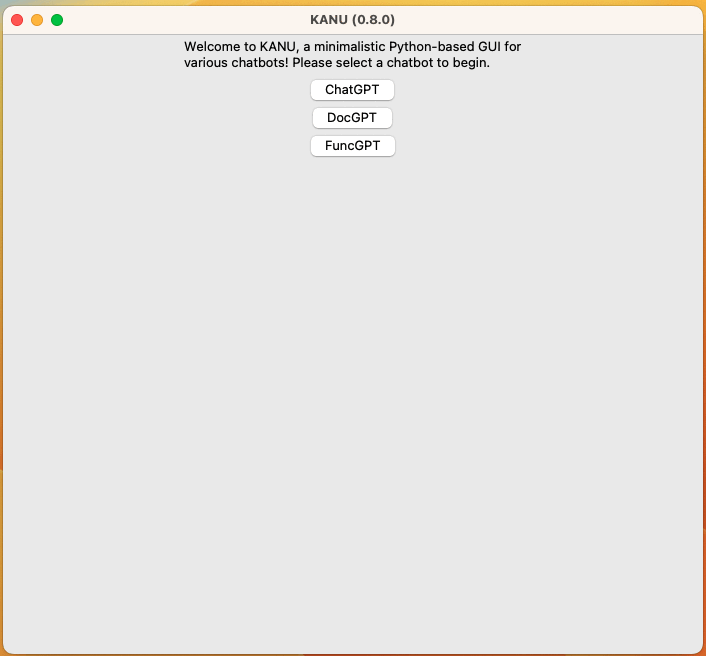 KANU (0.8.0)
Welcome to KANU, a minimalistic Python-based GUI for
various chatbots! Please select a chatbot to begin.
ChatGPT
DocGPT
FuncGPT